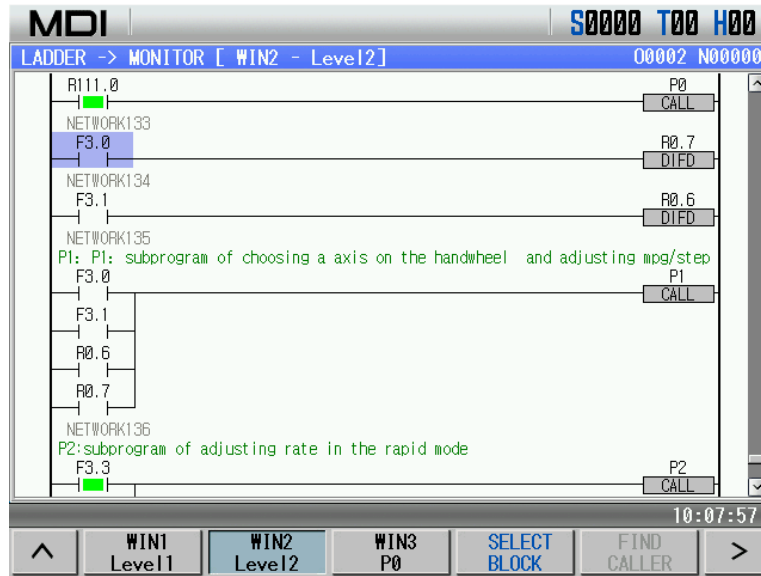 MDI S0000 T00 H00
LADDER -> MONITOR [ WIN2 - Level2] O0002 N00000
R111.0 P0
CALL
NETWORK133
F3.0 R0.7
DIFD
NETWORK134
F3.1 R0.6
DIFD
NETWORK135
P1: P1: subprogram of choosing a axis on the handwheel and adjusting mpg/step
F3.0 P1
CALL
F3.1
R0.6
R0.7
NETWORK136
P2:subprogram of adjusting rate in the rapid mode
F3.3 P2
CALL
10:07:57
WIN1 WIN2 WIN3 SELECT FIND
Level1 Level2 P0 BLOCK CALLER >